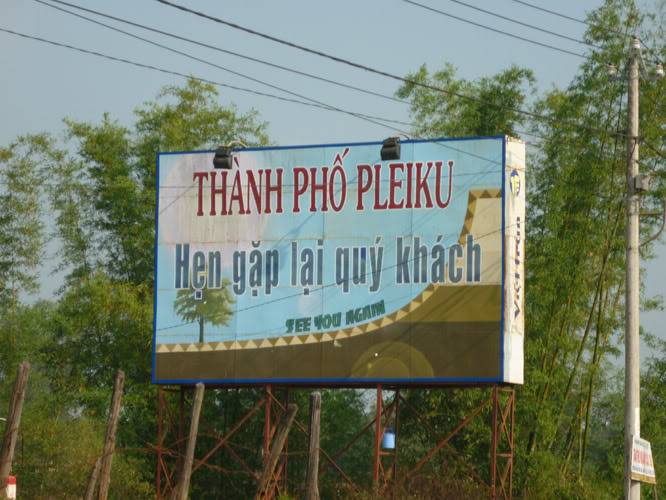 THÀNH PHỐ PLEIKU
Hẹn gặp lại quý khách
SEE YOU AGAIN